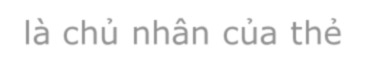 là chủ nhân của thẻ